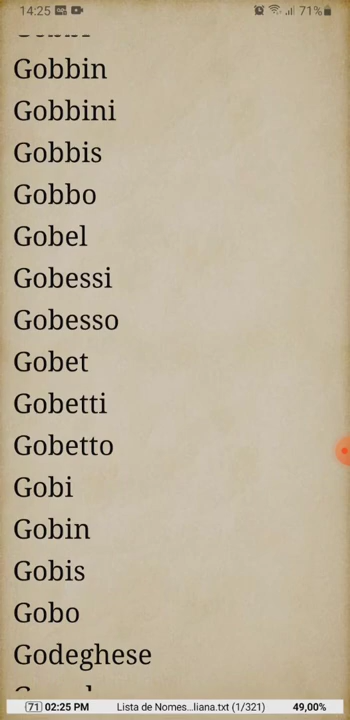 14:25
71%
Gobbin
Gobbini
Gobbis
Gobbo
Gobel
Gobessi
Gobesso
Gobet
Gobetti
Gobetto
Gobi
Gobin
Gobis
Gobo
Godeghese
71 02:25 PM Lista de Nomes...liana.txt (1/321) 49,00%